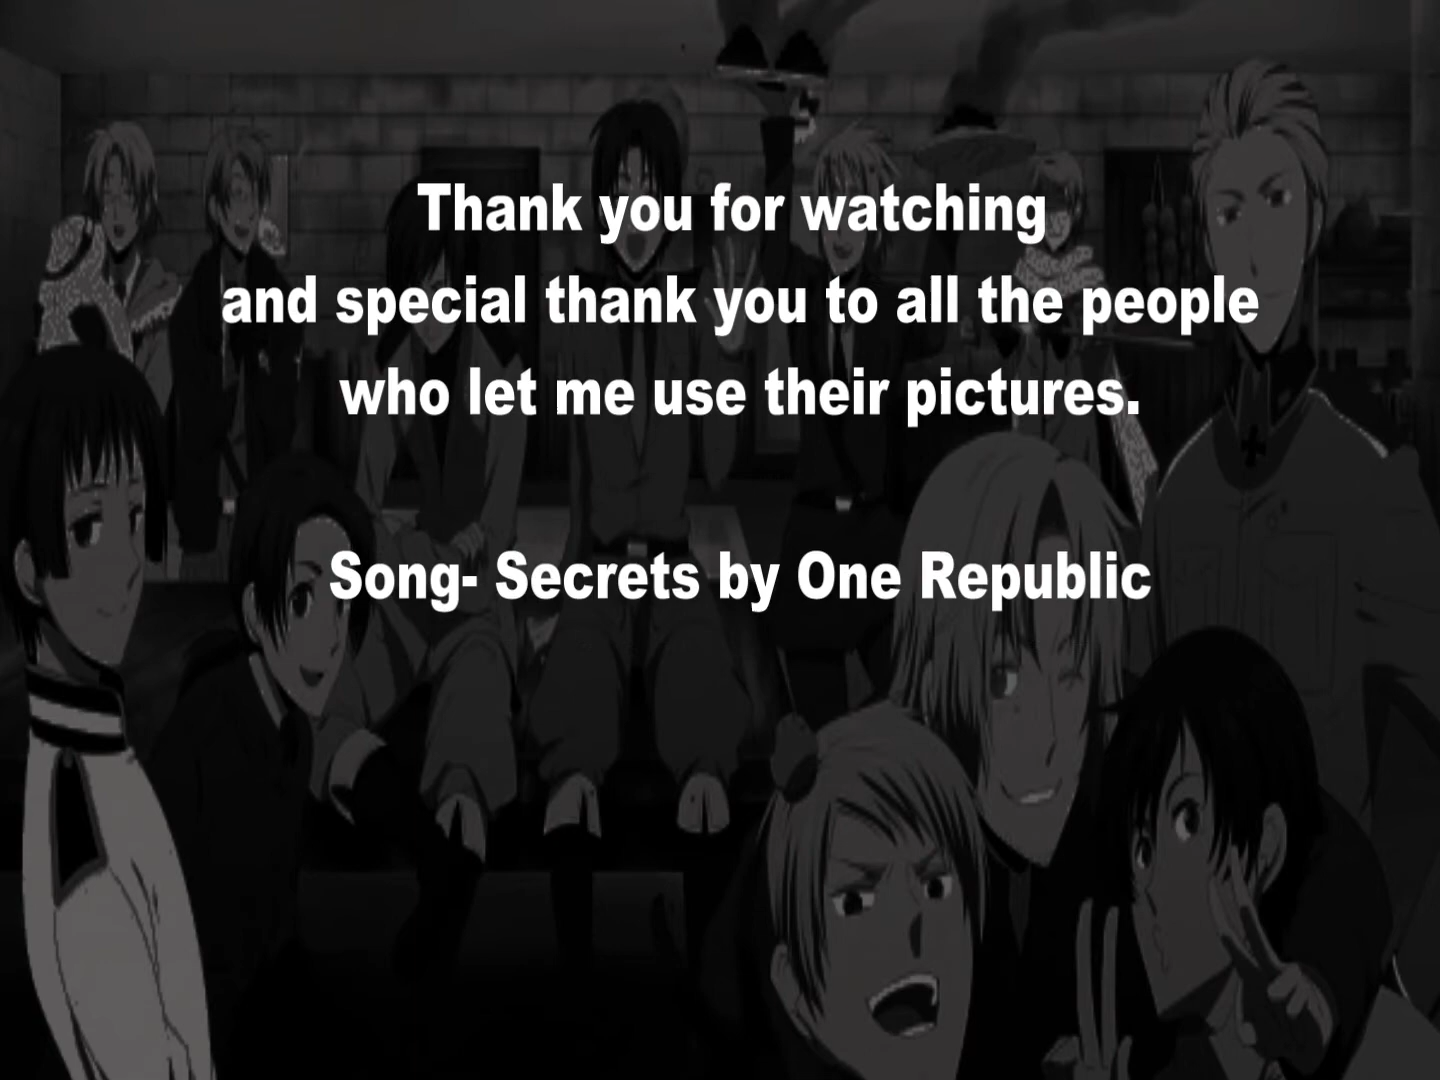 Thank you for watching
and special thank you to all the people
who let me use their pictures.
Song- Secrets by One Republic